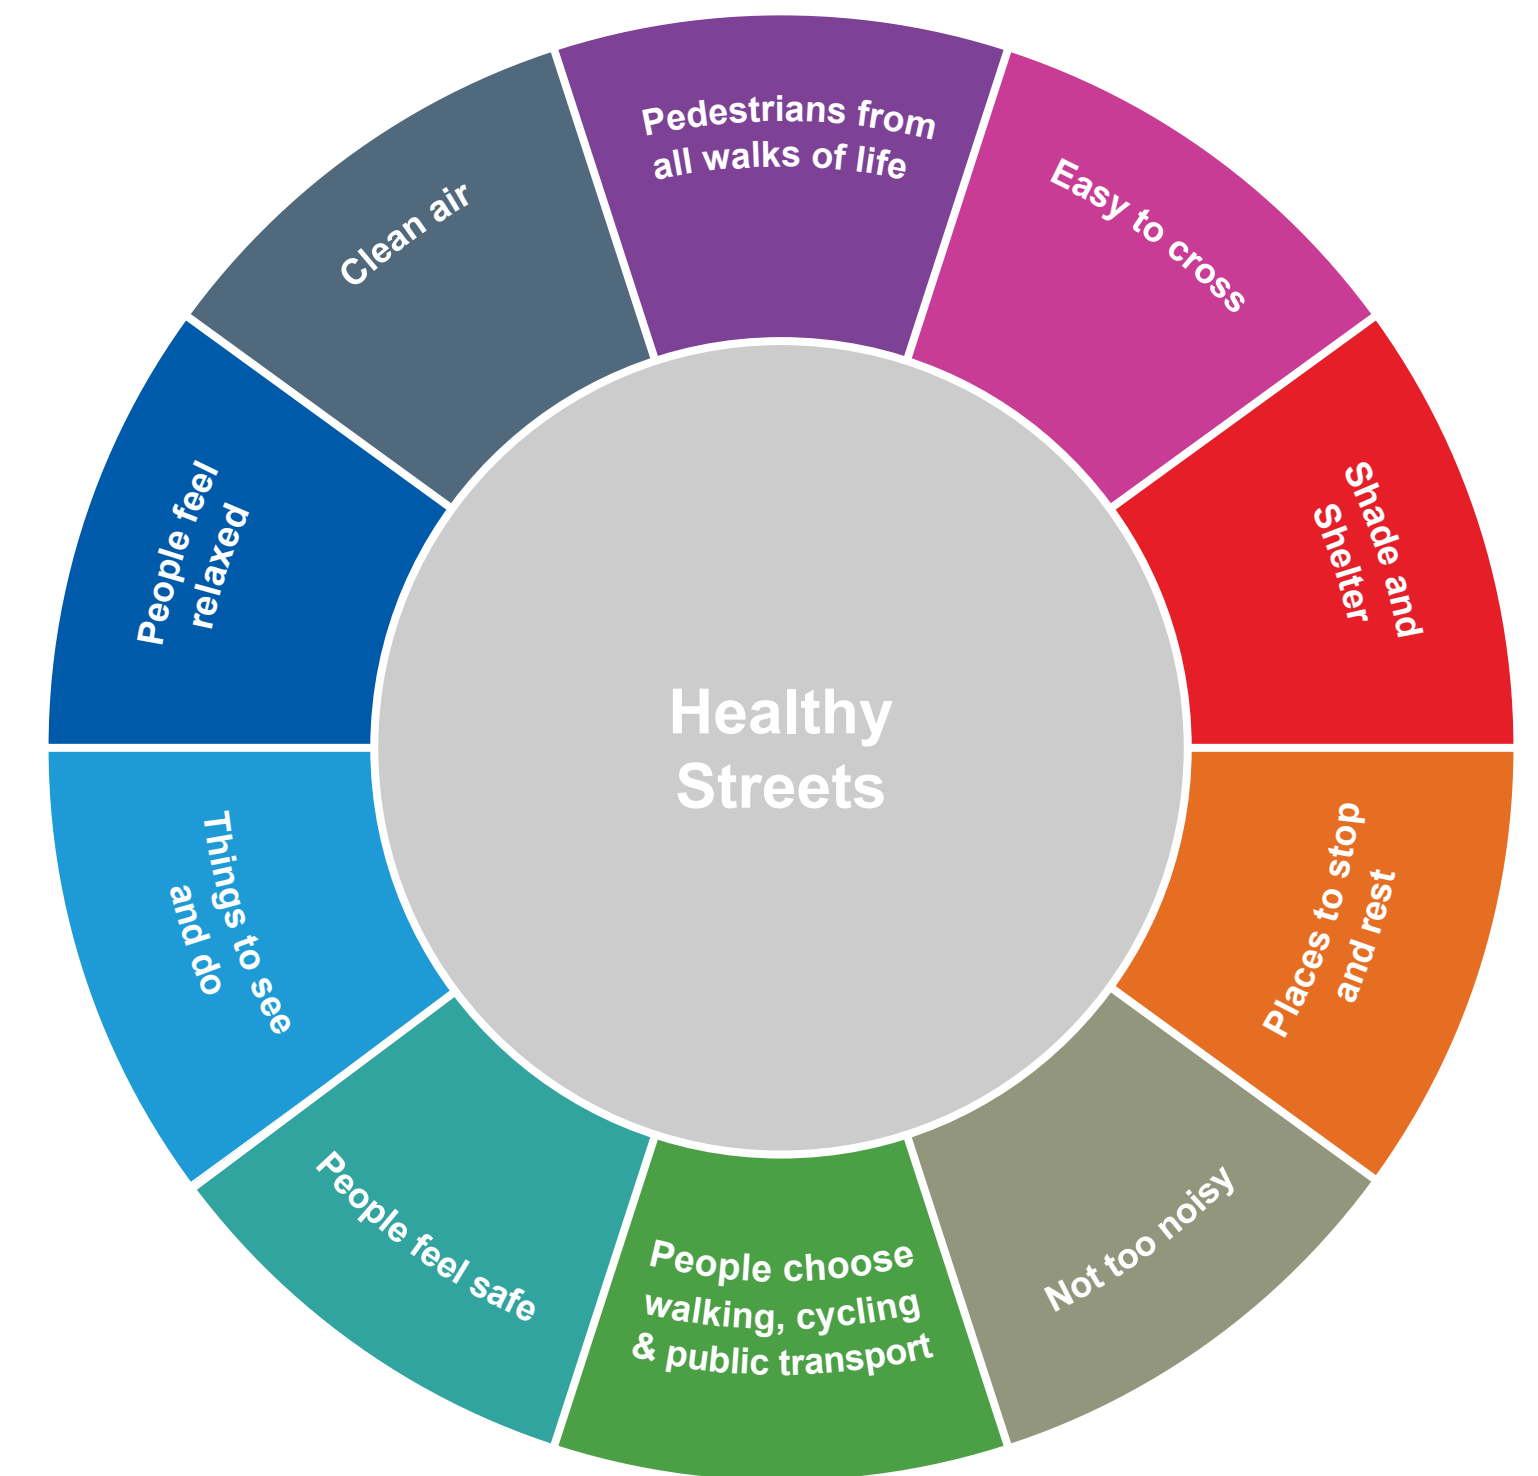 Pedestrians from
all walks of life
Easy to cross
Shade and
Shelter
Places to stop
and rest
Not too noisy
People choose
walking, cycling
& public transport
People feel safe
Things to see
and do
People feel
relaxed
Clean air
Healthy
Streets